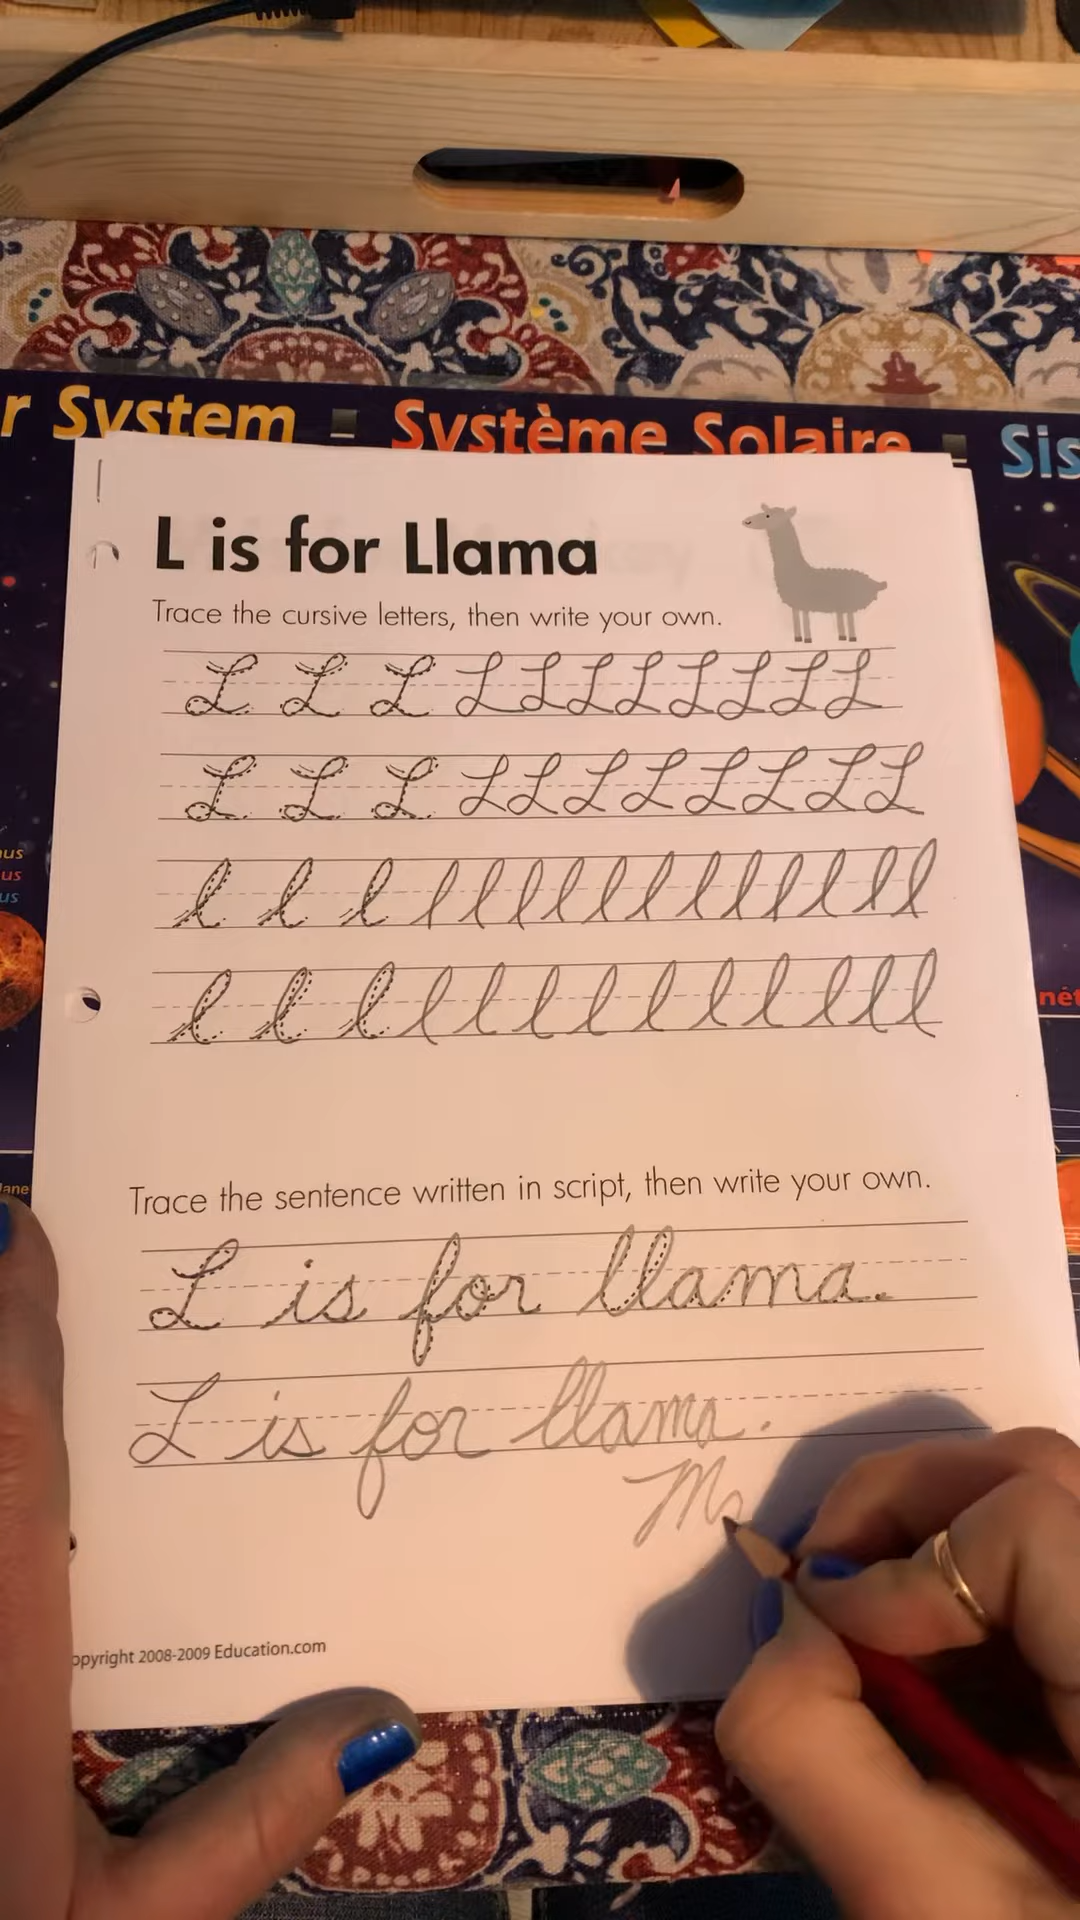 r System - Système Solaire - Sis
L is for Llama
Trace the cursive letters, then write your own.
L L L L L L L L L L L L
L L L L L L L L L L L
l l l l l l l l l l l l l l l
l l l l l l l l l l l l l l
Trace the sentence written in script, then write your own.
L is for llama.
L is for llama.
M
opyright 2008-2009 Education.com